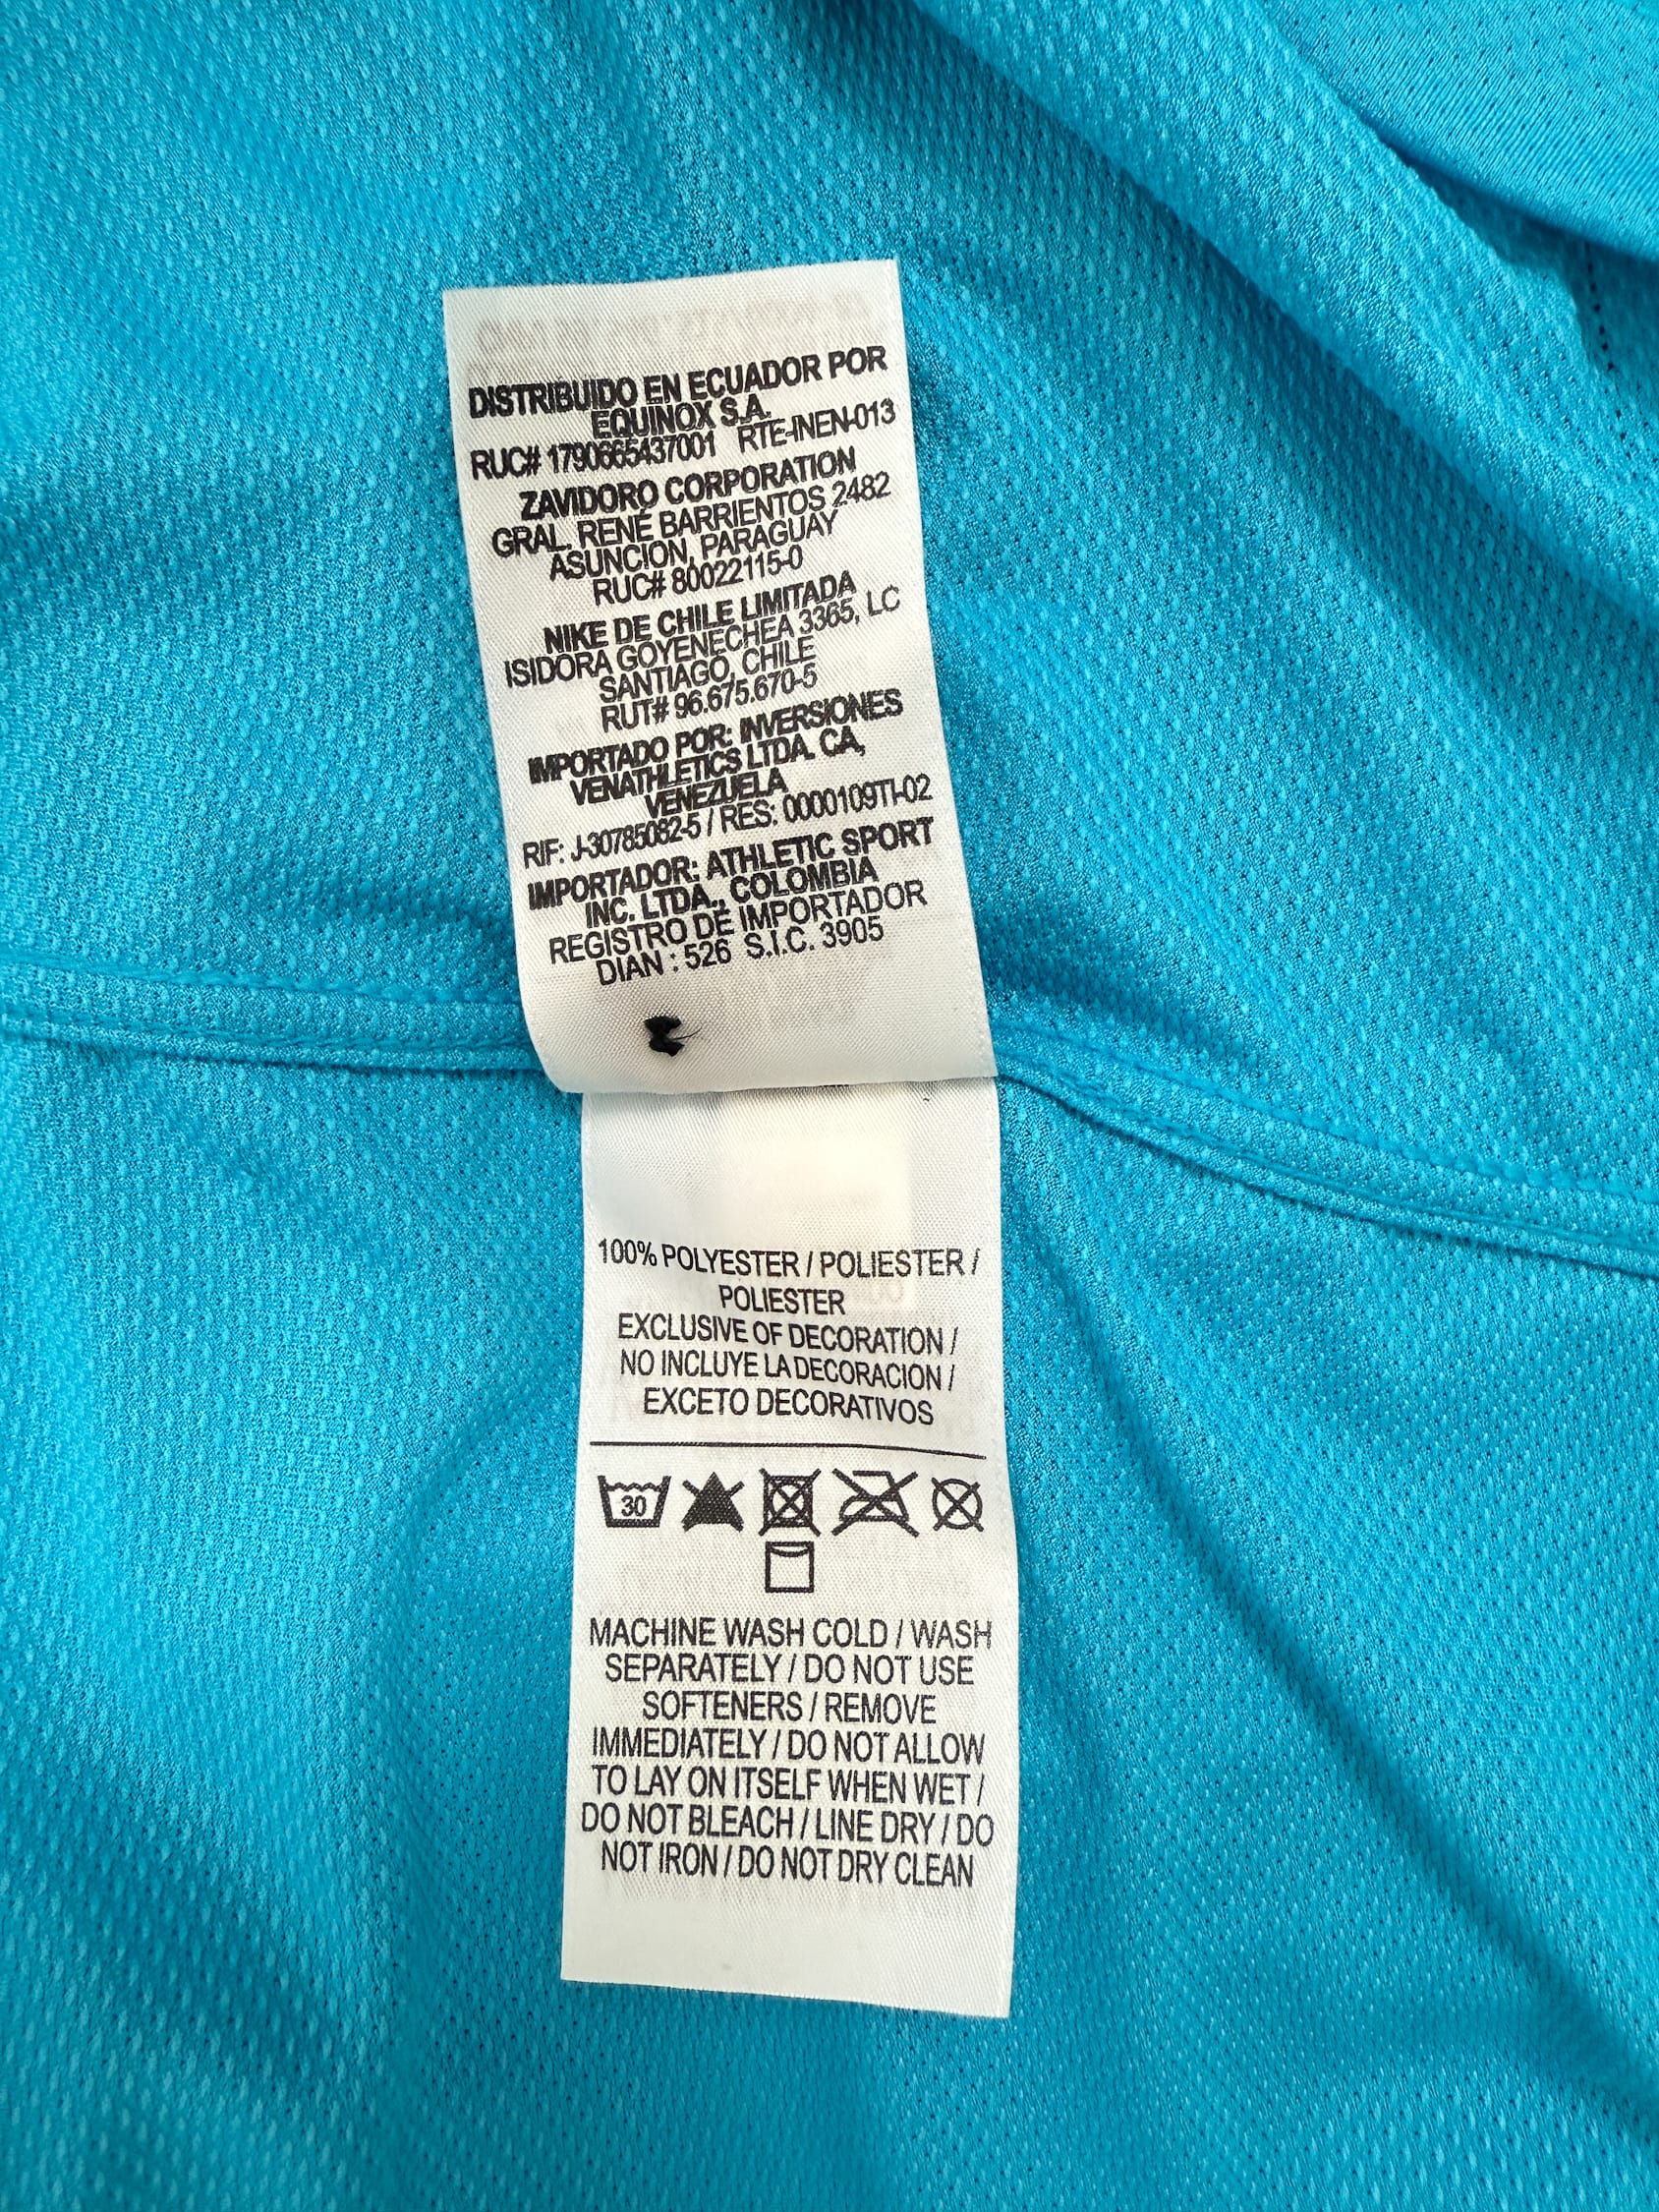 DISTRIBUIDO EN ECUADOR POR
EQUINOX S.A.
RUC# 1790665437001 RTE-INEN-013
ZAVIDORO CORPORATION
GRAL. RENÉ BARRIENTOS 2482
ASUNCION, PARAGUAY
RUC# 80022115-0
NIKE DE CHILE LIMITADA
ISIDORA GOYENECHEA 3365, LC
SANTIAGO, CHILE
RUT# 96.675.670-5
IMPORTADO POR: INVERSIONES
VENATHLETICS LTDA. CA,
VENEZUELA
RIF: J-30785082-5 / RES: 0000109TI-02
IMPORTADOR: ATHLETIC SPORT
INC. LTDA., COLOMBIA
REGISTRO DE IMPORTADOR
DIAN : 526 S.I.C. 3905
100% POLYESTER / POLIESTER /
POLIESTER
EXCLUSIVE OF DECORATION /
NO INCLUYE LA DECORACION /
EXCETO DECORATIVOS
30
MACHINE WASH COLD / WASH
SEPARATELY / DO NOT USE
SOFTENERS / REMOVE
IMMEDIATELY / DO NOT ALLOW
TO LAY ON ITSELF WHEN WET /
DO NOT BLEACH / LINE DRY / DO
NOT IRON / DO NOT DRY CLEAN